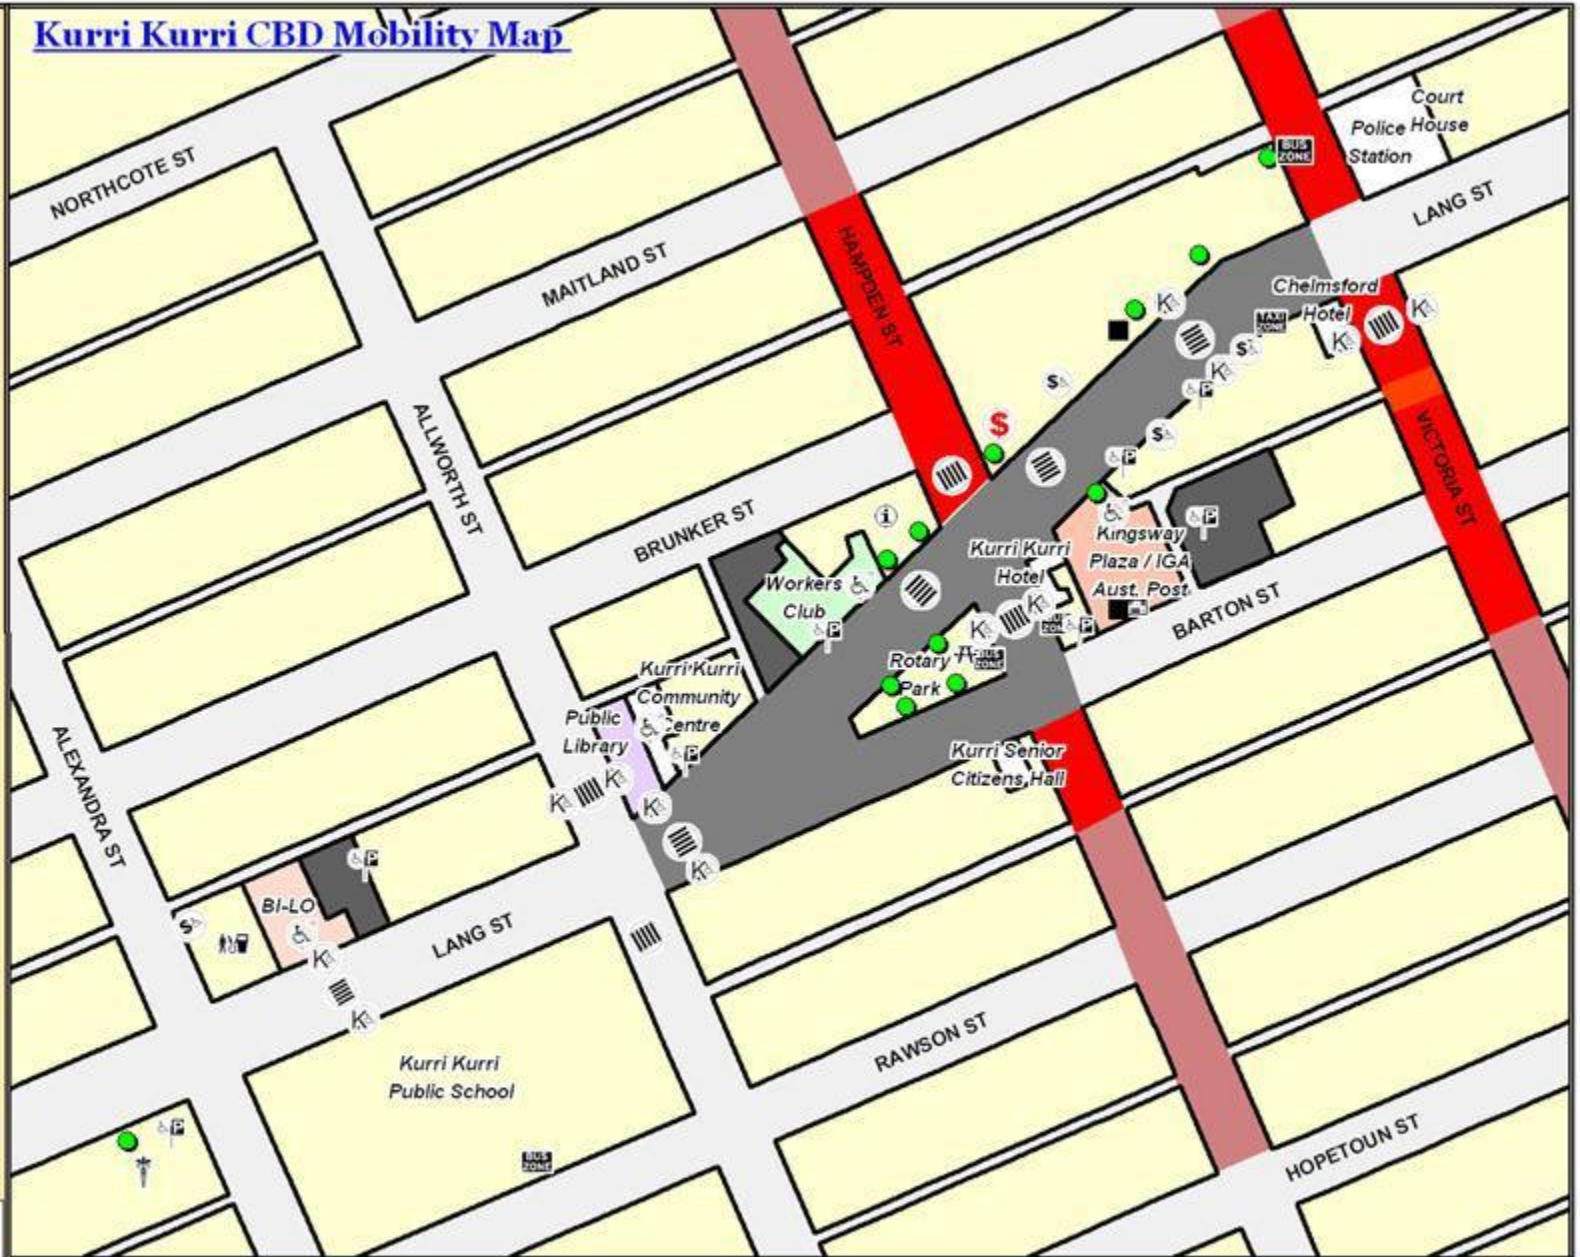 Kurri Kurri CBD Mobility Map
Court
House
Police
Station
NORTHCOTE ST
BUS
ZONE
LANG ST
MAITLAND ST
HAMPDEN ST
Chelmsford
Hotel
TAXI
ZONE
K
K
K
K
K
$
$
P
$
ALLWORTH ST
VICTORIA ST
$
P
BRUNKER ST
i
P
Kingsway
Plaza / IGA
Aust. Post
Kurri Kurri
Hotel
Workers
Club
P
BARTON ST
K
K
ZONE
P
BUS
ZONE
Rotary
Park
Kurri Kurri
Community
Centre
P
Public
Library
Kurri Senior
Citizens Hall
ALEXANDRA ST
K
K
K
K
P
BI-LO
$
K
K
LANG ST
RAWSON ST
Kurri Kurri
Public School
BUS
ZONE
P
HOPETOUN ST